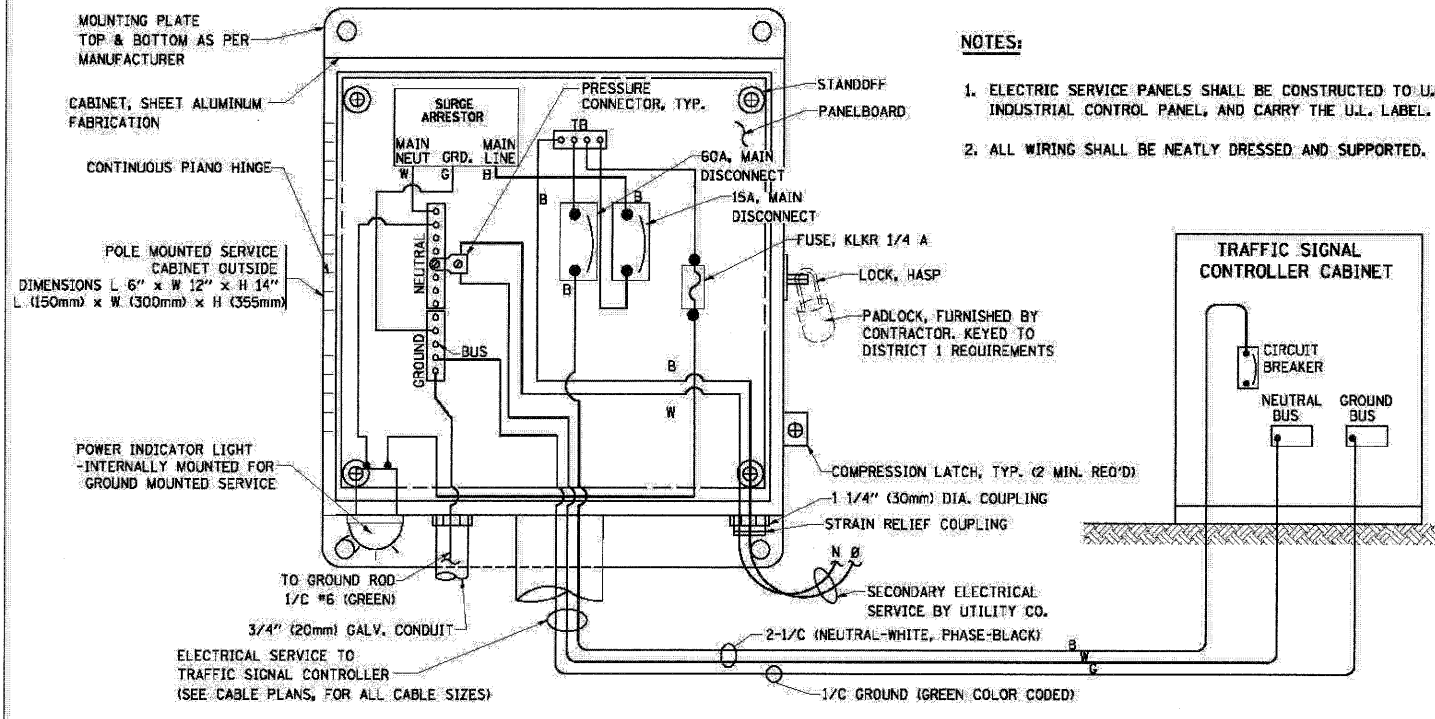 MOUNTING PLATE
TOP & BOTTOM AS PER
MANUFACTURER
CABINET, SHEET ALUMINUM
FABRICATION
CONTINUOUS PIANO HINGE
POLE MOUNTED SERVICE
CABINET OUTSIDE
DIMENSIONS L 6" x W 12" x H 14"
L (150mm) x W (300mm) x H (355mm)
POWER INDICATOR LIGHT
-INTERNALLY MOUNTED FOR
GROUND MOUNTED SERVICE
TO GROUND ROD
1/C #6 (GREEN)
3/4" (20mm) GALV. CONDUIT
ELECTRICAL SERVICE TO
TRAFFIC SIGNAL CONTROLLER
(SEE CABLE PLANS, FOR ALL CABLE SIZES)
SURGE
ARRESTOR
MAIN
NEUT
GRD.
MAIN
LINE
W
G
B
NEUTRAL
GROUND
BUS
PRESSURE
CONNECTOR, TYP.
TB
B
B
B
60A, MAIN
DISCONNECT
15A, MAIN
DISCONNECT
FUSE, KLKR 1/4 A
B
W
STANDOFF
PANELBOARD
LOCK, HASP
PADLOCK, FURNISHED BY
CONTRACTOR. KEYED TO
DISTRICT 1 REQUIREMENTS
COMPRESSION LATCH, TYP. (2 MIN. REQ'D)
1 1/4" (30mm) DIA. COUPLING
STRAIN RELIEF COUPLING
N Ø
SECONDARY ELECTRICAL
SERVICE BY UTILITY CO.
2-1/C (NEUTRAL-WHITE, PHASE-BLACK)
1/C GROUND (GREEN COLOR CODED)
B
W
G
NOTES:
1. ELECTRIC SERVICE PANELS SHALL BE CONSTRUCTED TO U.
INDUSTRIAL CONTROL PANEL, AND CARRY THE U.L. LABEL.
2. ALL WIRING SHALL BE NEATLY DRESSED AND SUPPORTED.
TRAFFIC SIGNAL
CONTROLLER CABINET
CIRCUIT
BREAKER
NEUTRAL
BUS
GROUND
BUS